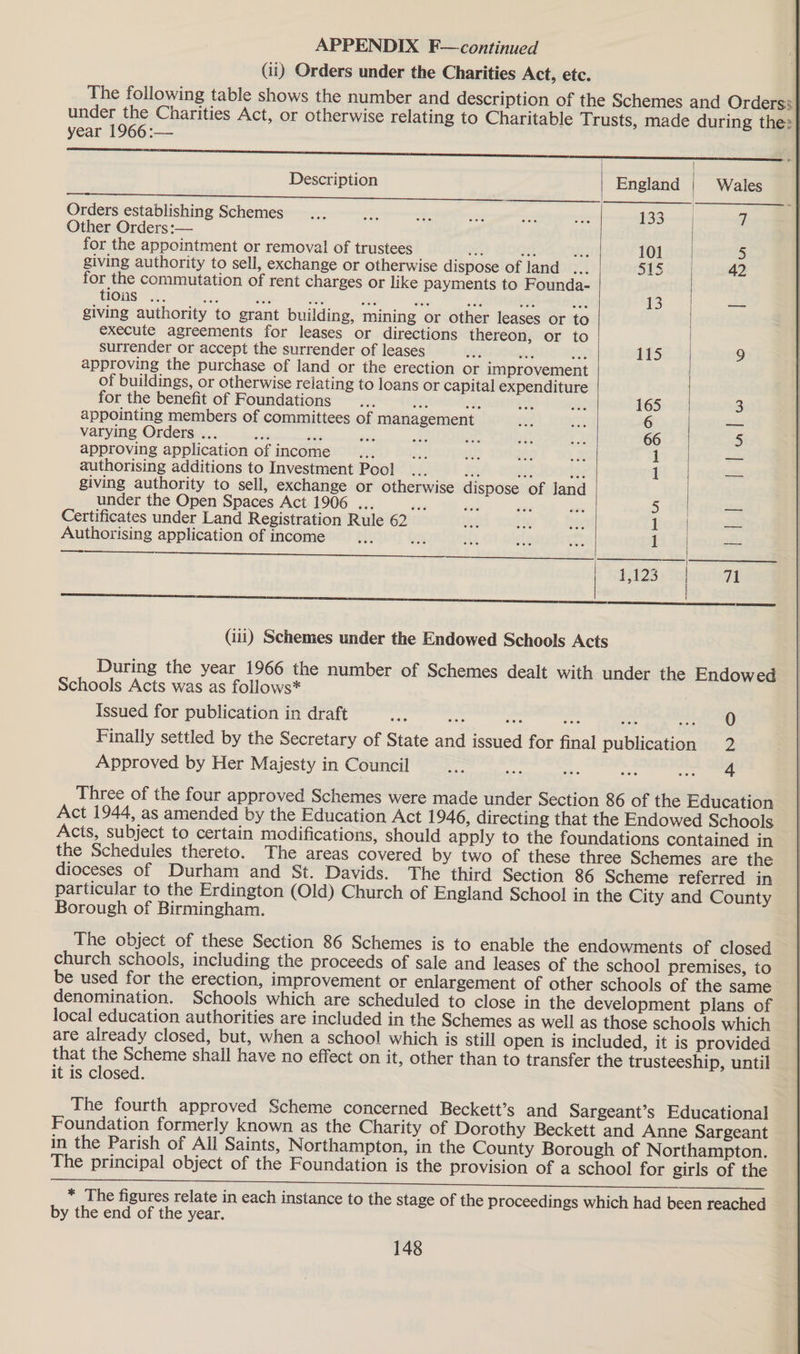 APPENDIX F—continued
(ii) Orders under the Charities Act, etc.
The following table shows the number and description of the Schemes and Orders
under the Charities Act, or otherwise relating to Charitable Trusts, made during the
year 1966:—
Description | England | Wales
Orders establishing Schemes ... ... ... ... ... ... 133 7
Other Orders:—
for the appointment or removal of trustees ... ... ... 101 5
giving authority to sell, exchange or otherwise dispose of land ... 515 42
for the commutation of rent charges or like payments to Founda-
tions ... ... ... ... ... ... ... ... 13 —
giving authority to grant building, mining or other leases or to
execute agreements for leases or directions thereon, or to
surrender or accept the surrender of leases ... ... ... 115 9
approving the purchase of land or the erection or improvement
of buildings, or otherwise relating to loans or capital expenditure
for the benefit of Foundations ... ... ... ... ... 165 3
appointing members of committees of management ... ... 6 —
varying Orders ... ... ... ... ... ... ... ... 66 5
approving application of income ... ... ... ... ... 1 —
authorising additions to Investment Pool ... ... ... ... 1 —
giving authority to sell, exchange or otherwise dispose of land
under the Open Spaces Act 1906 ... ... ... ... ... 5 —
Certificates under Land Registration Rule 62 ... ... ... 1 —
Authorising application of income ... ... ... ... ... 1 —
1,123 71
(iii) Schemes under the Endowed Schools Acts
During the year 1966 the number of Schemes dealt with under the Endowed
Schools Acts was as follows*
Issued for publication in draft ... ... ... ... ... ... 0
Finally settled by the Secretary of State and issued for final publication 2
Approved by Her Majesty in Council ... ... ... ... ... 4
Three of the four approved Schemes were made under Section 86 of the Education
Act 1944, as amended by the Education Act 1946, directing that the Endowed Schools
Acts, subject to certain modifications, should apply to the foundations contained in
the Schedules thereto. The areas covered by two of these three Schemes are the
dioceses of Durham and St. Davids. The third Section 86 Scheme referred in
particular to the Erdington (Old) Church of England School in the City and County
Borough of Birmingham.
The object of these Section 86 Schemes is to enable the endowments of closed
church schools, including the proceeds of sale and leases of the school premises, to
be used for the erection, improvement or enlargement of other schools of the same
denomination. Schools which are scheduled to close in the development plans of
local education authorities are included in the Schemes as well as those schools which
are already closed, but, when a school which is still open is included, it is provided
that the Scheme shall have no effect on it, other than to transfer the trusteeship, until
it is closed.
The fourth approved Scheme concerned Beckett's and Sargeant's Educational
Foundation formerly known as the Charity of Dorothy Beckett and Anne Sargeant
in the Parish of All Saints, Northampton, in the County Borough of Northampton.
The principal object of the Foundation is the provision of a school for girls of the
* The figures relate in each instance to the stage of the proceedings which had been reached
by the end of the year.
148